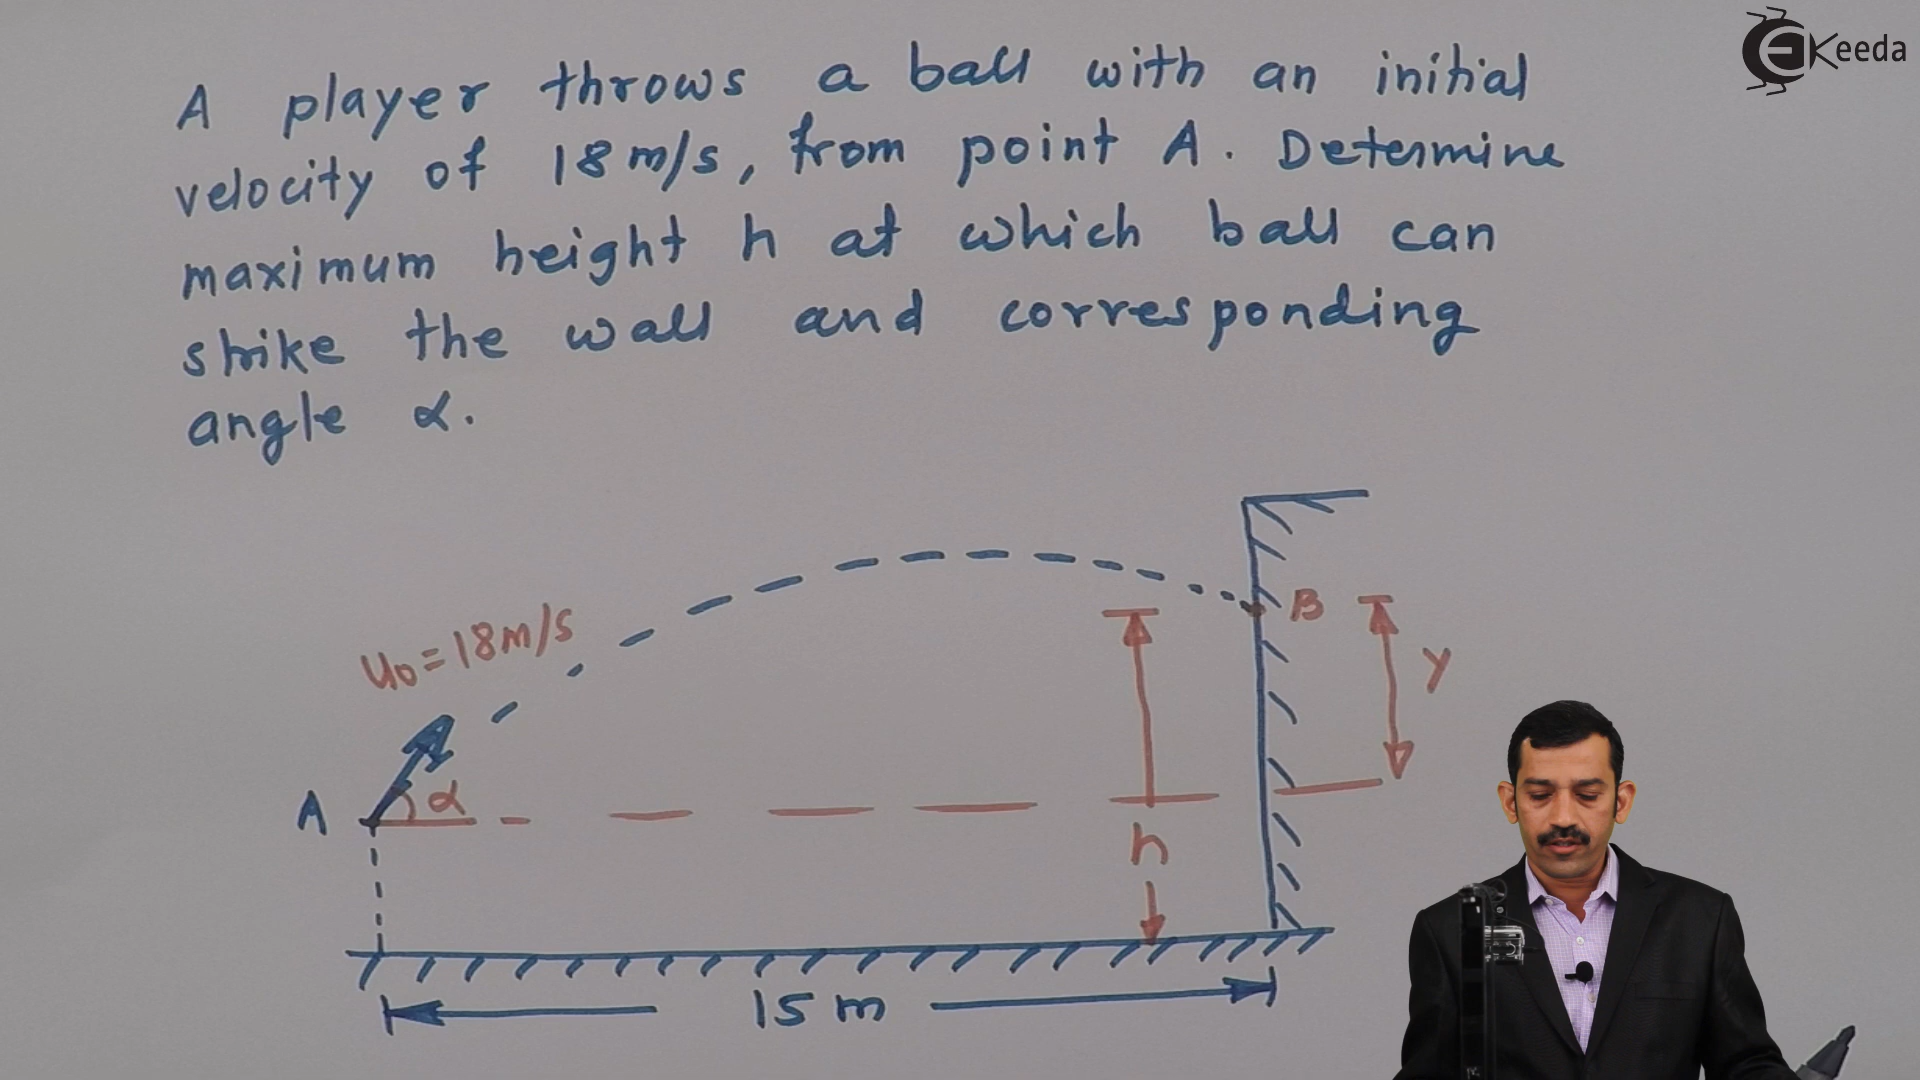 EKeeda
A player throws a ball with an initial
velocity of 18 m/s, from point A. Determine
maximum height h at which ball can
strike the wall and corresponding
angle α.
u0 = 18 m/s
B
y
A
α
h
15 m